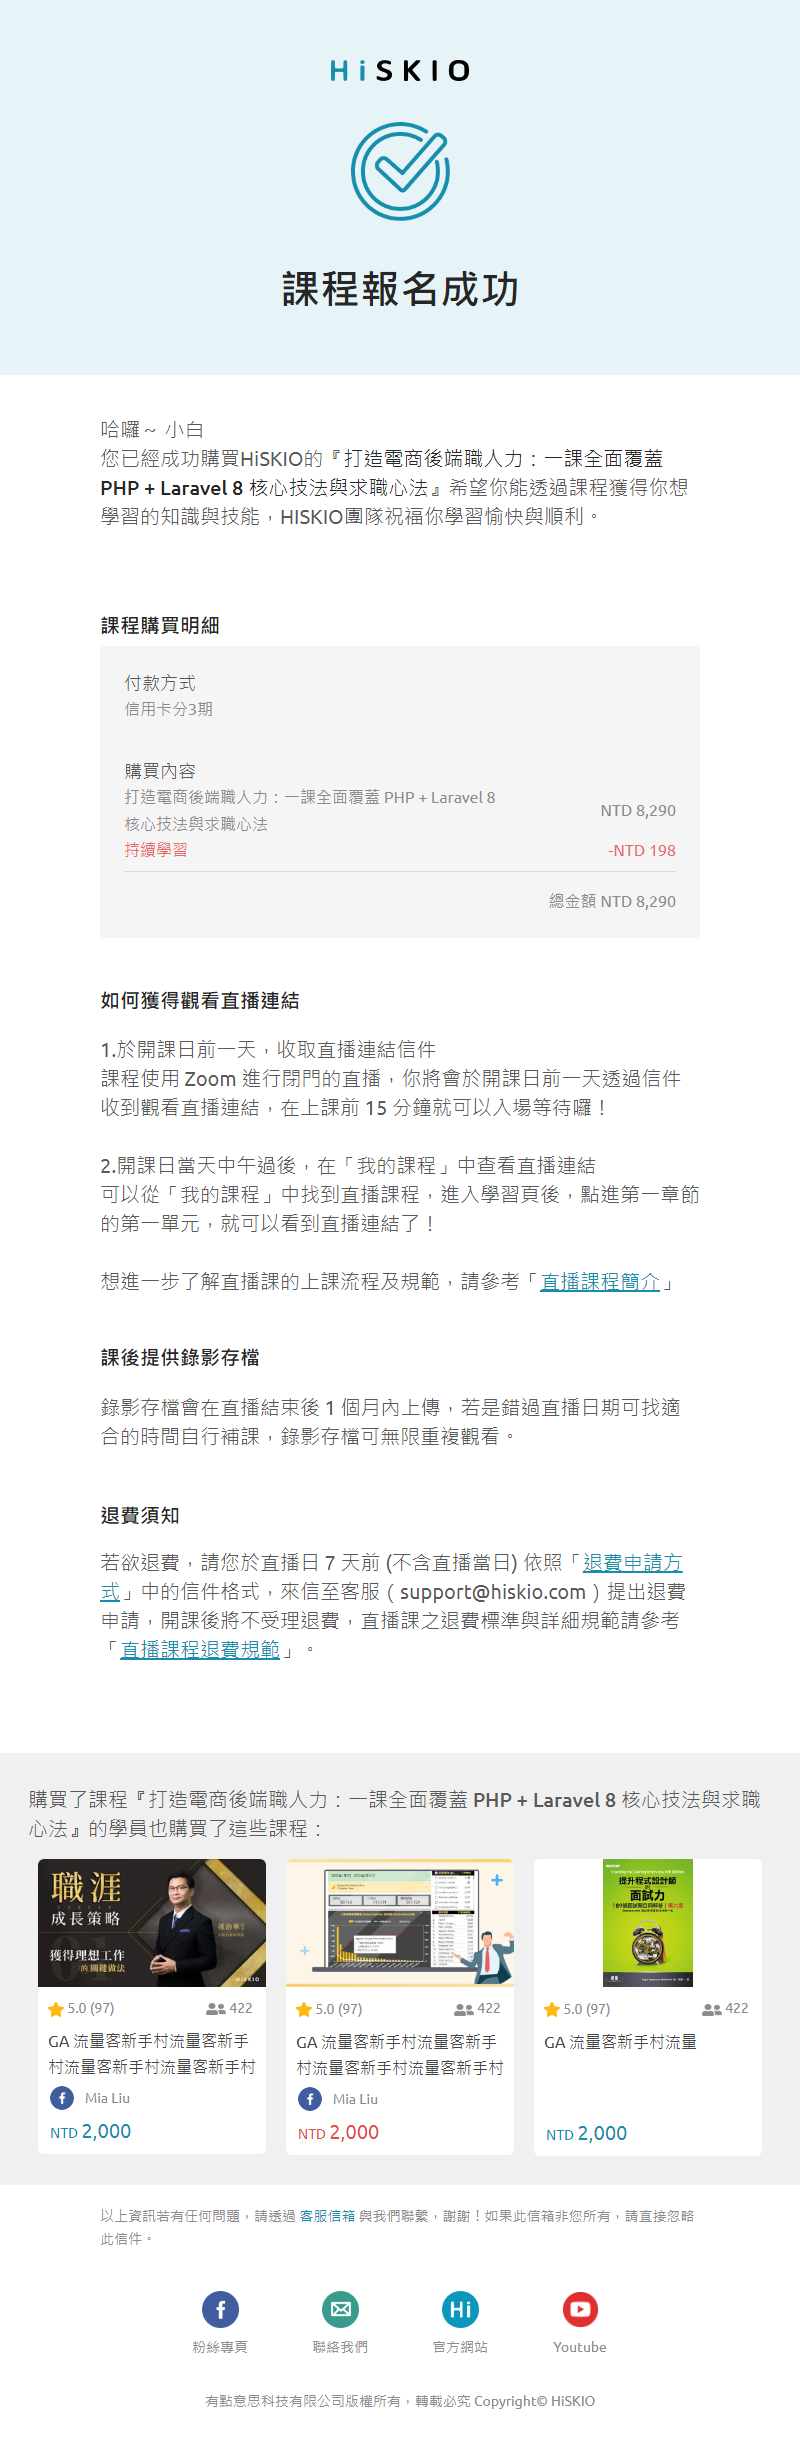 HiSKIO
課程報名成功
哈囉～ 小白
您已經成功購買HiSKIO的『打造電商後端職人力：一課全面覆蓋
PHP + Laravel 8 核心技法與求職心法』希望你能透過課程獲得你想
學習的知識與技能，HISKIO團隊祝福你學習愉快與順利。
課程購買明細
付款方式
信用卡分3期
購買內容
打造電商後端職人力：一課全面覆蓋 PHP + Laravel 8
核心技法與求職心法
NTD 8,290
持續學習 -NTD 198
總金額 NTD 8,290
如何獲得觀看直播連結
1.於開課日前一天，收取直播連結信件
課程使用 Zoom 進行閉門的直播，你將會於開課日前一天透過信件
收到觀看直播連結，在上課前 15 分鐘就可以入場等待囉！
2.開課日當天中午過後，在「我的課程」中查看直播連結
可以從「我的課程」中找到直播課程，進入學習頁後，點進第一章節
的第一單元，就可以看到直播連結了！
想進一步了解直播課的上課流程及規範，請參考「直播課程簡介」
課後提供錄影存檔
錄影存檔會在直播結束後 1 個月內上傳，若是錯過直播日期可找適
合的時間自行補課，錄影存檔可無限重複觀看。
退費須知
若欲退費，請您於直播日 7 天前 (不含直播當日) 依照「退費申請方
式」中的信件格式，來信至客服（support@hiskio.com）提出退費
申請，開課後將不受理退費，直播課之退費標準與詳細規範請參考
「直播課程退費規範」。
購買了課程『打造電商後端職人力：一課全面覆蓋 PHP + Laravel 8 核心技法與求職
心法』的學員也購買了這些課程：
職涯
成長策略
獲得理想工作
的關鍵做法
HiSKIO
5.0 (97) 422
GA 流量客新手村流量客新手
村流量客新手村流量客新手村
Mia Liu
NTD 2,000
5.0 (97) 422
GA 流量客新手村流量客新手
村流量客新手村流量客新手村
Mia Liu
NTD 2,000
提升程式設計師
的
面試力
5.0 (97) 422
GA 流量客新手村流量
NTD 2,000
以上資訊若有任何問題，請透過 客服信箱 與我們聯繫，謝謝！如果此信箱非您所有，請直接忽略
此信件。
Hi
粉絲專頁 聯絡我們 官方網站 Youtube
有點意思科技有限公司版權所有，轉載必究 Copyright© HiSKIO